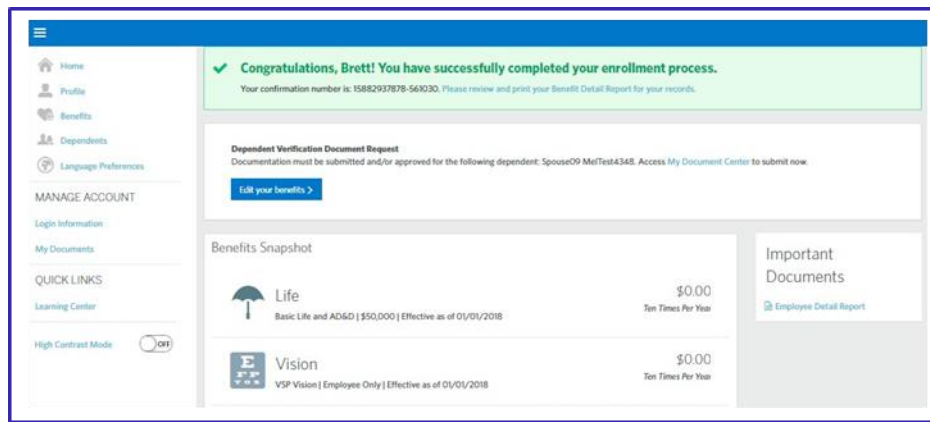 Home
Profile
Benefits
Dependents
Language Preferences
MANAGE ACCOUNT
Login Information
My Documents
QUICK LINKS
Learning Center
High Contrast Mode OFF
Congratulations, Brett! You have successfully completed your enrollment process.
Your confirmation number is: 15882937878-561030. Please review and print your Benefit Detail Report for your records.
Dependent Verification Document Request
Documentation must be submitted and/or approved for the following dependent: Spouse09 MelTest4348. Access My Document Center to submit now.
Edit your benefits >
Benefits Snapshot
Life
$0.00
Basic Life and AD&D | $50,000 | Effective as of 01/01/2018
Ten Times Per Year
E
F P
T O Z
Vision
$0.00
VSP Vision | Employee Only | Effective as of 01/01/2018
Ten Times Per Year
Important
Documents
Employee Detail Report